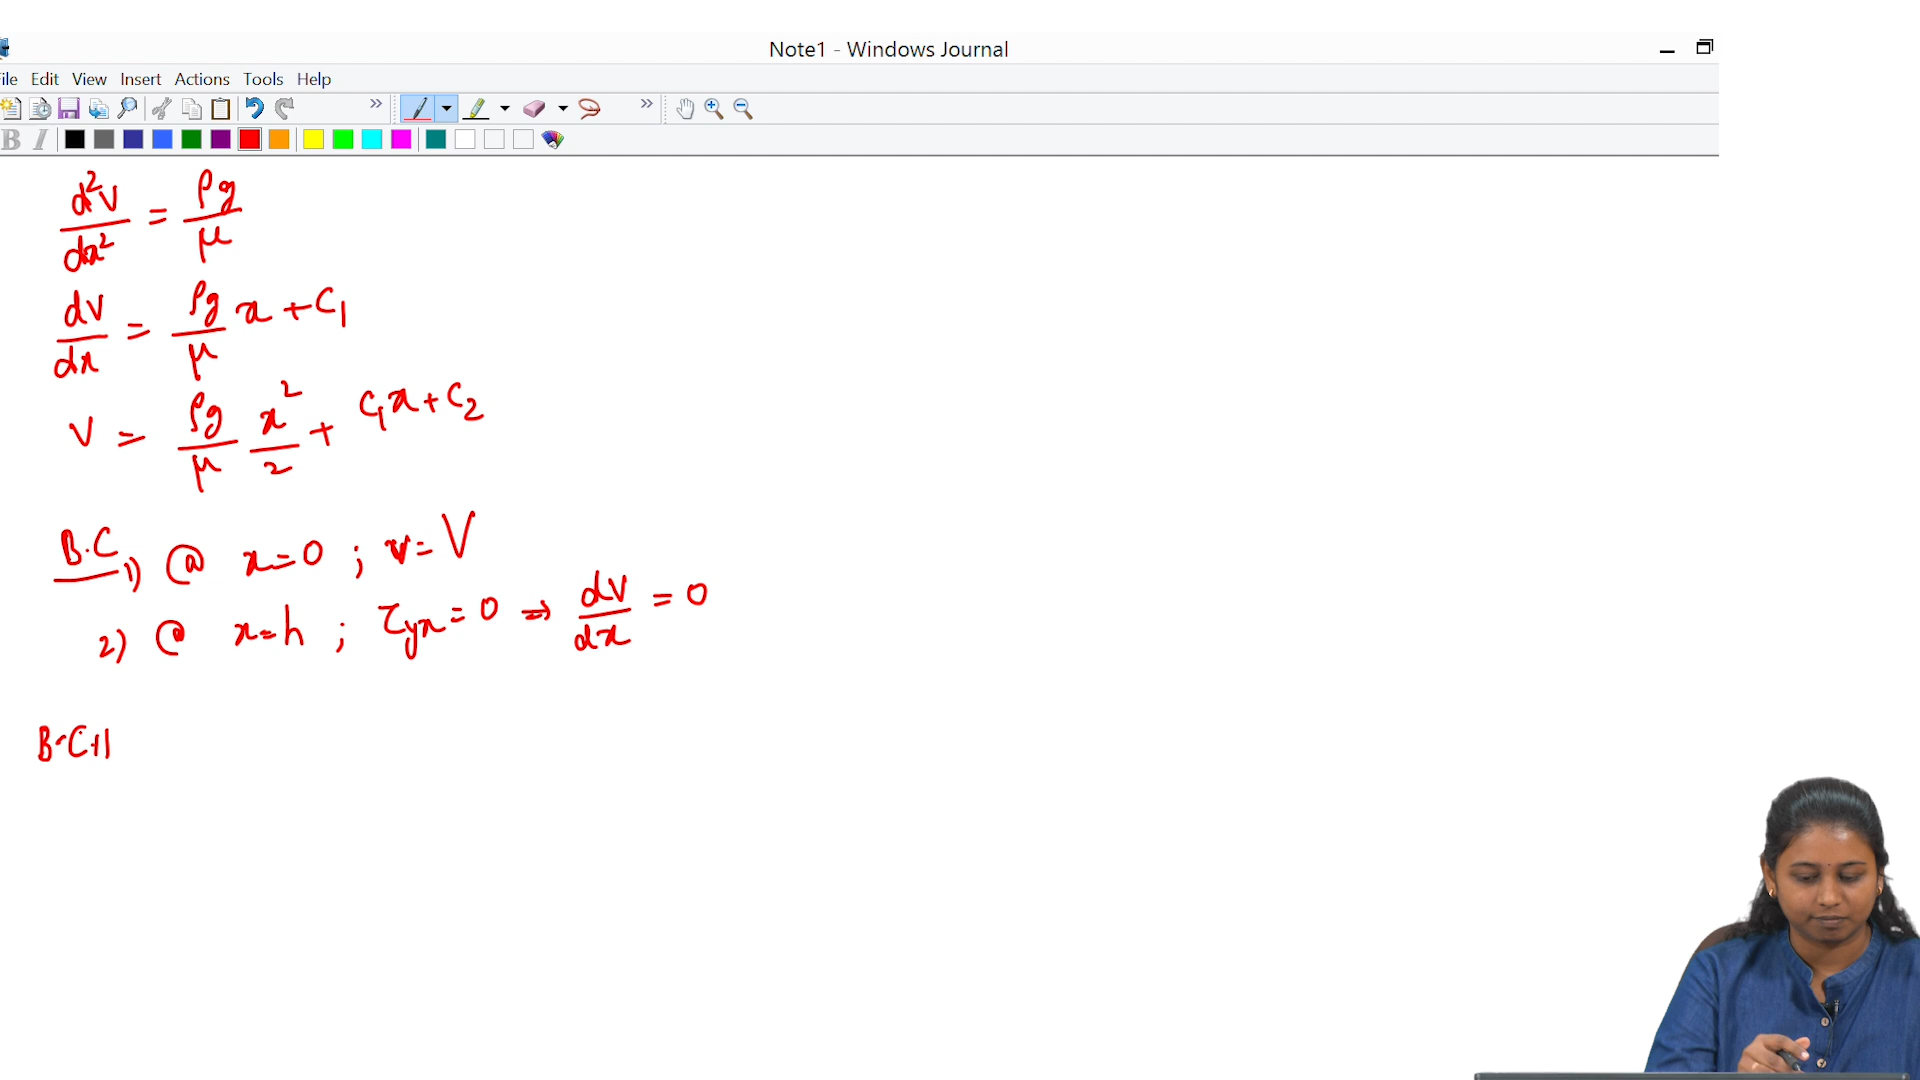 Note1 - Windows Journal
ile Edit View Insert Actions Tools Help
B I
d²v/dx² = ρg/μ
dv/dx = ρg/μ x + C₁
v = ρg/μ x²/2 + C₁x + C₂
B.C 1) @ x=0 ; v= V
2) @ x=h ; τyx = 0 ⇒ dv/dx = 0
B.C:1